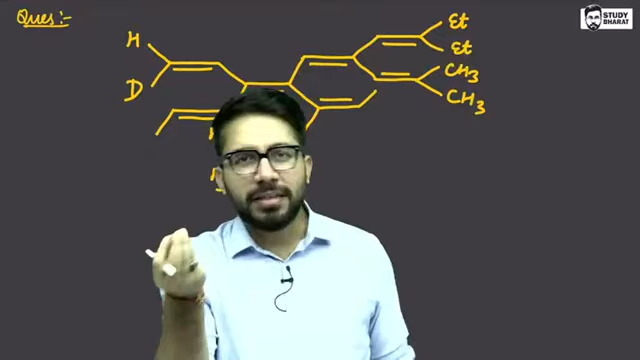 Ques :-
STUDY
BHARAT
Et
H
Et
CH3
D
CH3